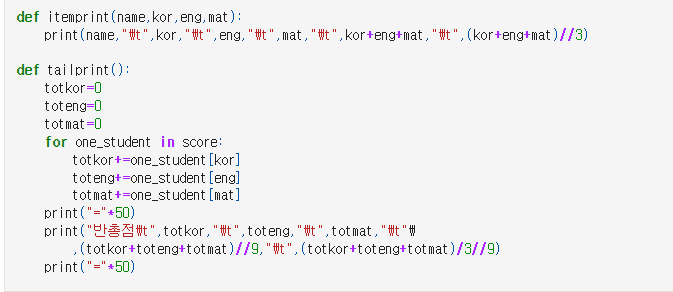 def itemprint(name,kor,eng,mat):
    print(name,"₩t",kor,"₩t",eng,"₩t",mat,"₩t",kor+eng+mat,"₩t",(kor+eng+mat)//3)
def tailprint():
    totkor=0
    toteng=0
    totmat=0
    for one_student in score:
        totkor+=one_student[kor]
        toteng+=one_student[eng]
        totmat+=one_student[mat]
    print("="*50)
    print("반총점₩t",totkor,"₩t",toteng,"₩t",totmat,"₩t"₩
        ,(totkor+toteng+totmat)//9,"₩t",(totkor+toteng+totmat)/3//9)
    print("="*50)